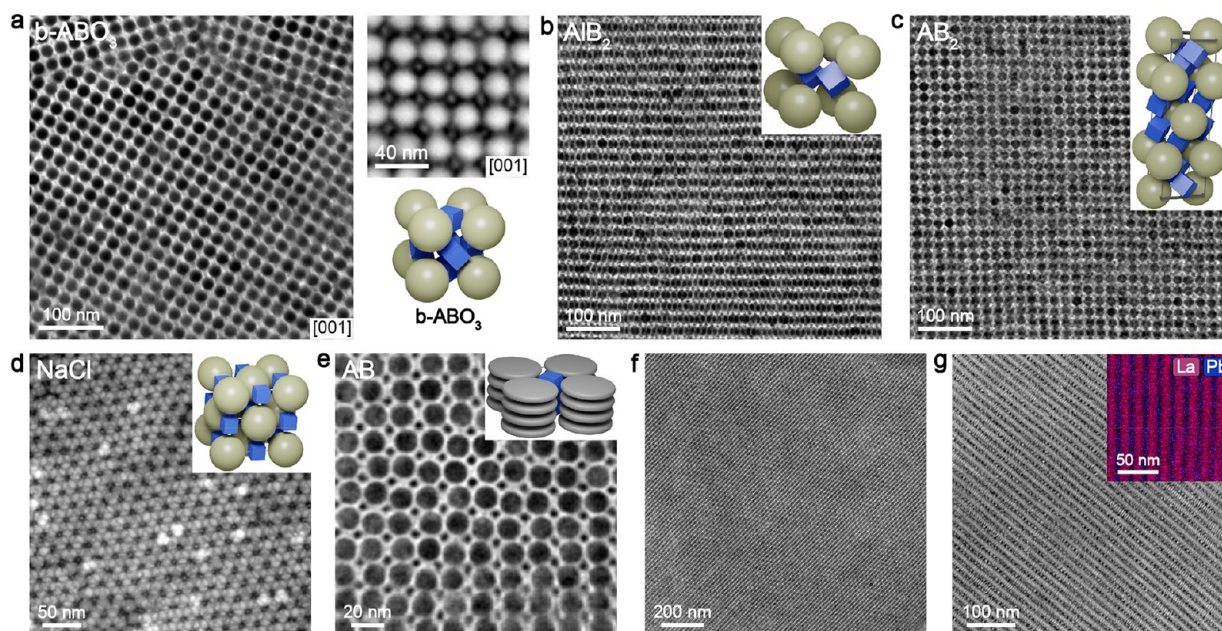 a
b-ABO₃
100 nm
[001]
40 nm
[001]
b-ABO₃
b
AlB₂
100 nm
c
AB₂
100 nm
d
NaCl
50 nm
e
AB
20 nm
f
200 nm
g
La
Pb
50 nm
100 nm